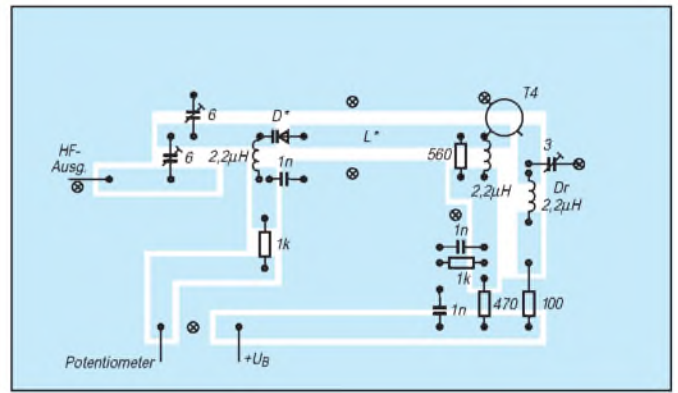 T4
6
D*
HF-
Ausg.
6
2,2µH
L*
560
3
1n
2,2µH
Dr
2,2µH
1k
1n
1k
1n
470
100
Potentiometer
+UB